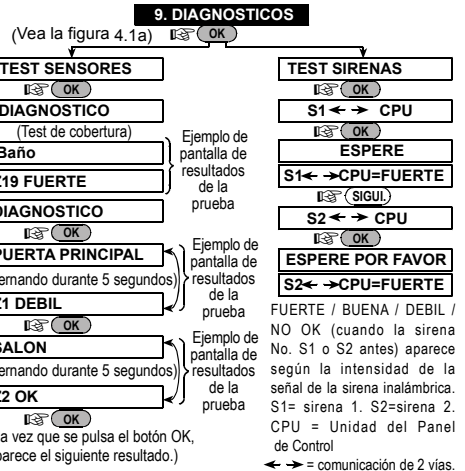 9. DIAGNOSTICOS
(Vea la figura 4.1a) OK
TEST SENSORES
OK
DIAGNOSTICO
(Test de cobertura)
Baño
Z19 FUERTE
Ejemplo de
pantalla de
resultados
de la
prueba
DIAGNOSTICO
OK
PUERTA PRINCIPAL
ernando durante 5 segundos)
Z1 DEBIL
Ejemplo de
pantalla de
resultados
de la
prueba
OK
SALON
ernando durante 5 segundos)
Z2 OK
Ejemplo de
pantalla de
resultados
de la
prueba
OK
a vez que se pulsa el botón OK,
parece el siguiente resultado.)
TEST SIRENAS
OK
S1 ← → CPU
OK
ESPERE
S1← →CPU=FUERTE
SIGUI.
S2 ← → CPU
OK
ESPERE POR FAVOR
S2← →CPU=FUERTE
FUERTE / BUENA / DEBIL /
NO OK (cuando la sirena
No. S1 o S2 antes) aparece
según la intensidad de la
señal de la sirena inalámbrica.
S1= sirena 1. S2=sirena 2.
CPU = Unidad del Panel
de Control
← → = comunicación de 2 vías.